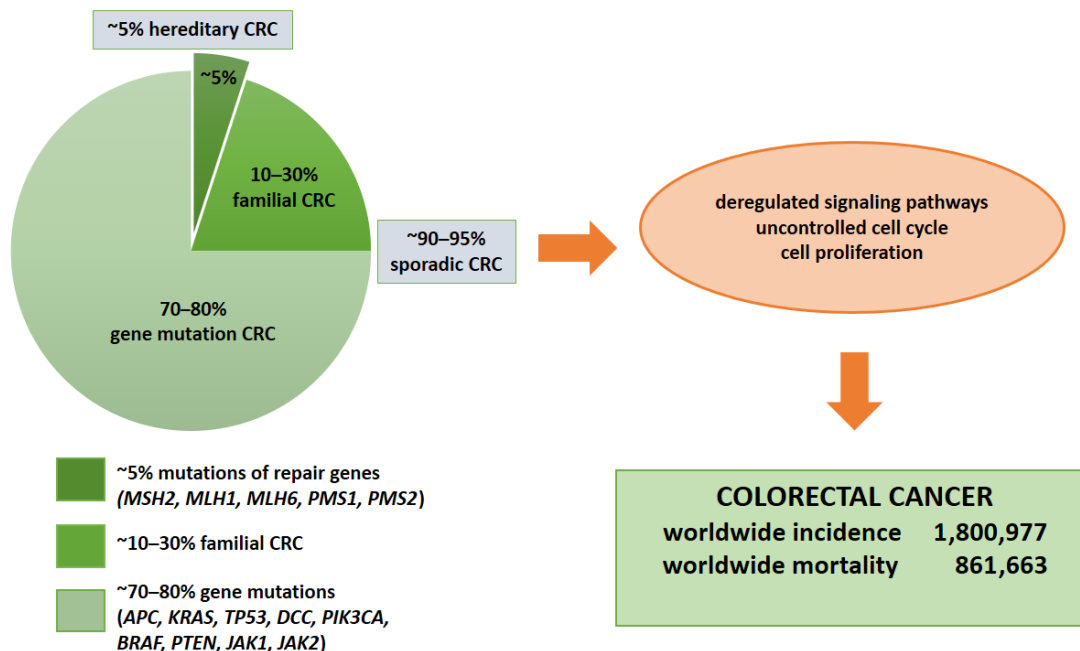 ~5% hereditary CRC
~5%
10–30%
familial CRC
~90–95%
sporadic CRC
70–80%
gene mutation CRC
deregulated signaling pathways
uncontrolled cell cycle
cell proliferation
~5% mutations of repair genes
(MSH2, MLH1, MLH6, PMS1, PMS2)
~10–30% familial CRC
~70–80% gene mutations
(APC, KRAS, TP53, DCC, PIK3CA,
BRAF, PTEN, JAK1, JAK2)
COLORECTAL CANCER
worldwide incidence 1,800,977
worldwide mortality 861,663